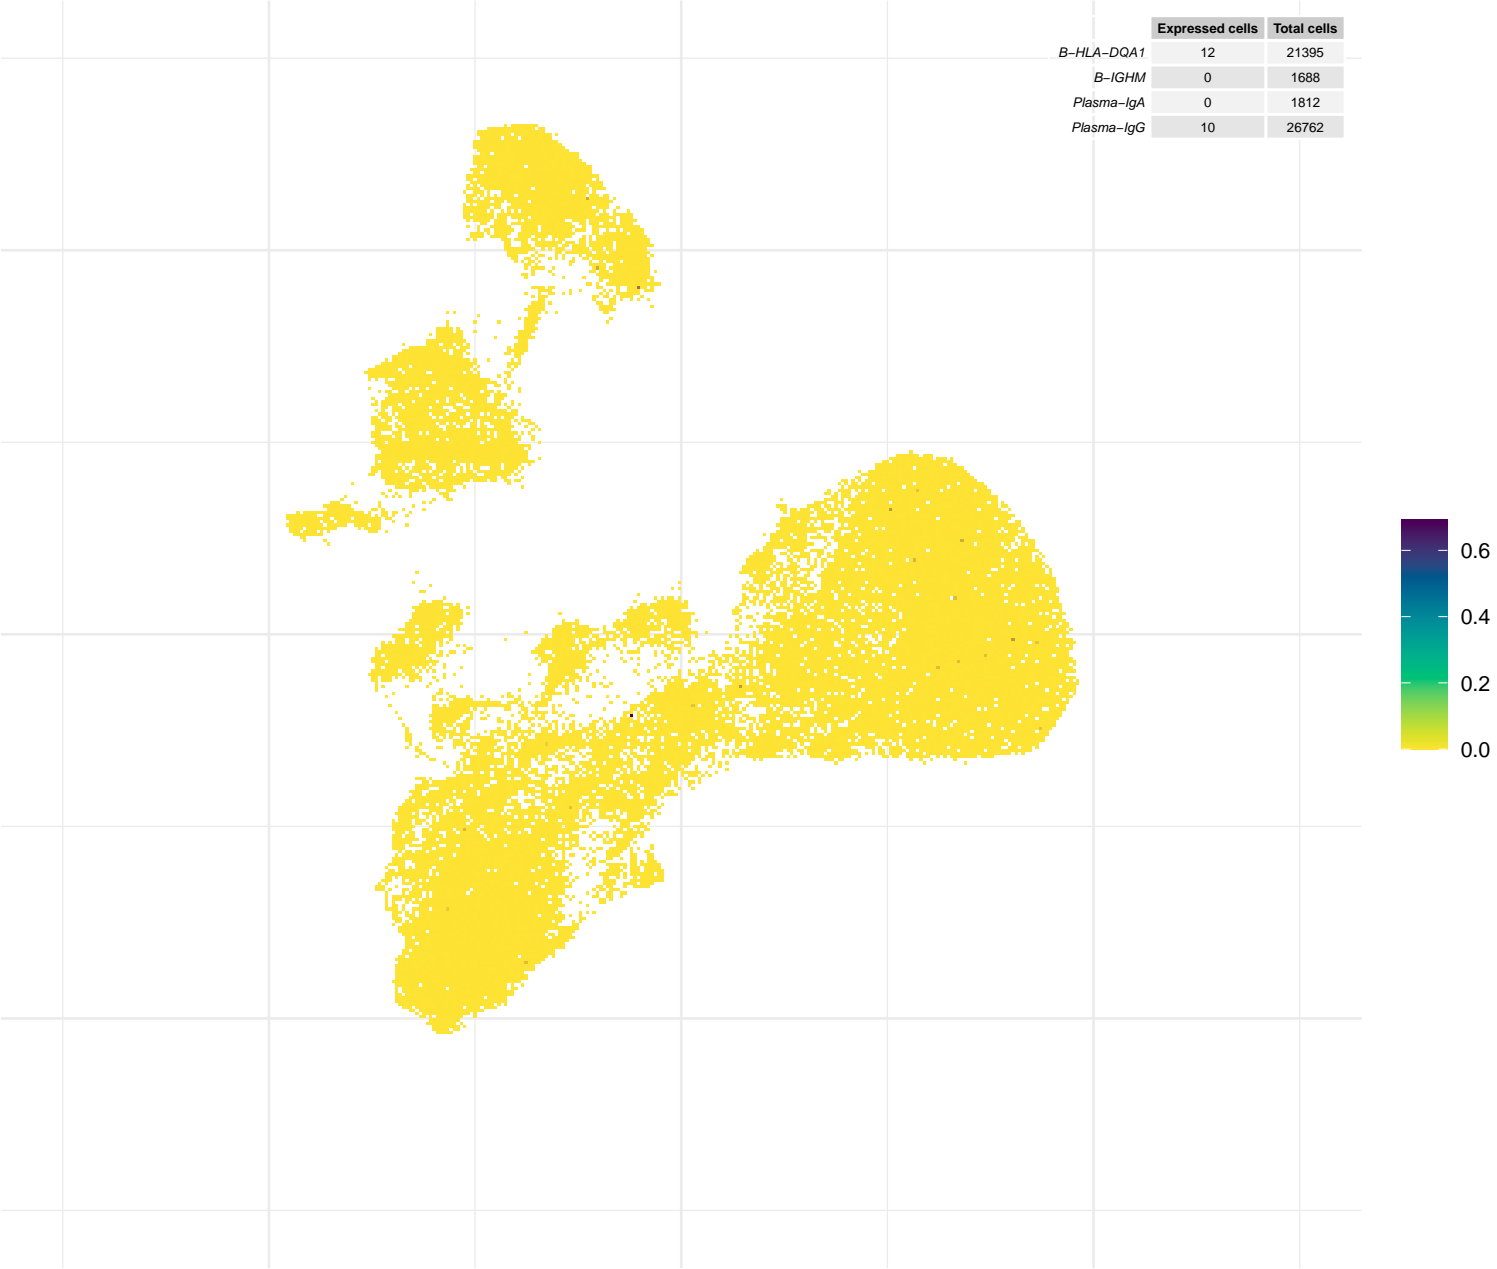 Expressed cells Total cells
B−HLA−DQA1 12 21395
B−IGHM 0 1688
Plasma−IgA 0 1812
Plasma−IgG 10 26762
0.6
0.4
0.2
0.0